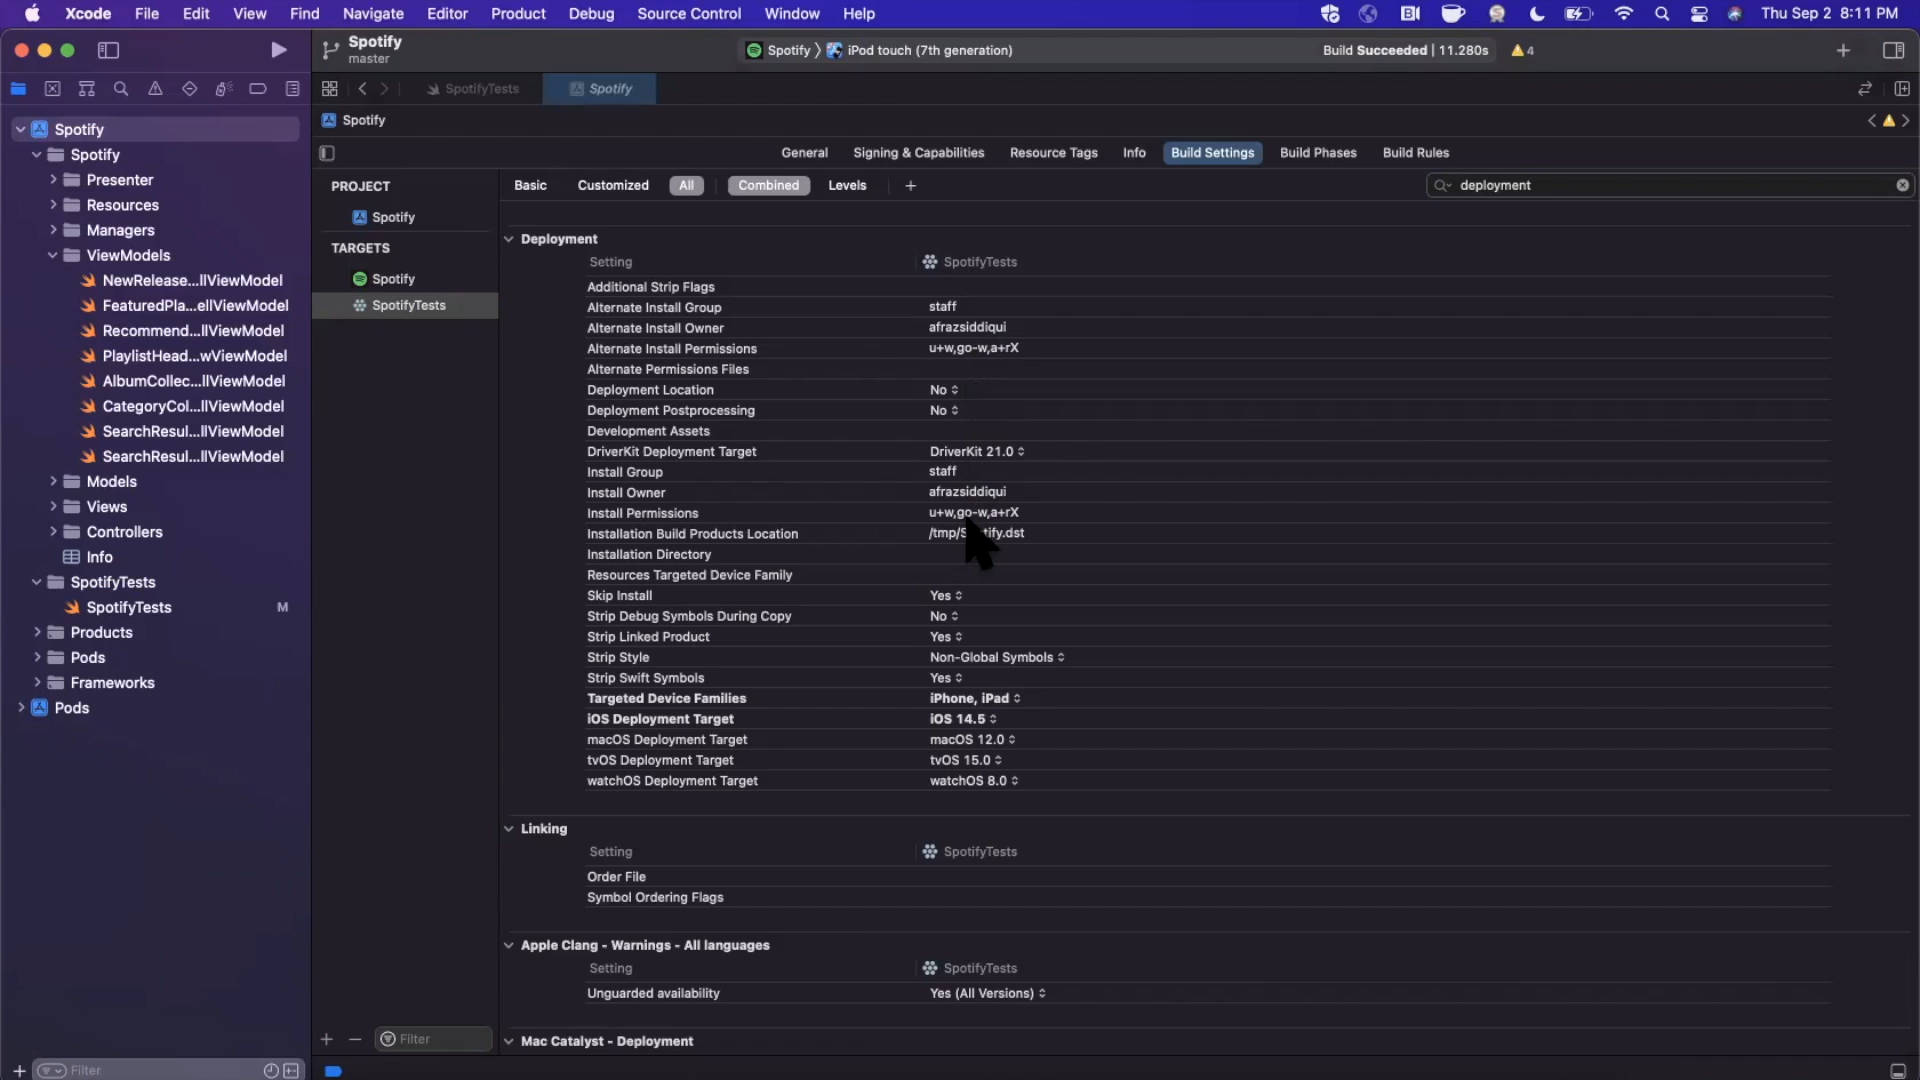 Xcode File Edit View Find Navigate Editor Product Debug Source Control Window Help
Thu Sep 2 8:11 PM
Spotify
master
Spotify
iPod touch (7th generation)
Build Succeeded | 11.280s
4
SpotifyTests
Spotify
Spotify
General Signing & Capabilities Resource Tags Info Build Settings Build Phases Build Rules
Basic Customized All Combined Levels
deployment
Spotify
Spotify
Presenter
Resources
Managers
ViewModels
NewRelease...llViewModel
FeaturedPla...ellViewModel
Recommend...llViewModel
PlaylistHead...wViewModel
AlbumCollec...llViewModel
CategoryCol...llViewModel
SearchResul...llViewModel
SearchResul...llViewModel
Models
Views
Controllers
Info
SpotifyTests
SpotifyTests M
Products
Pods
Frameworks
Pods
Filter
PROJECT
Spotify
TARGETS
Spotify
SpotifyTests
Filter
Deployment
Setting SpotifyTests
Additional Strip Flags
Alternate Install Group staff
Alternate Install Owner afrazsiddiqui
Alternate Install Permissions u+w,go-w,a+rX
Alternate Permissions Files
Deployment Location No
Deployment Postprocessing No
Development Assets
DriverKit Deployment Target DriverKit 21.0
Install Group staff
Install Owner afrazsiddiqui
Install Permissions u+w,go-w,a+rX
Installation Build Products Location
Installation Directory
Resources Targeted Device Family
Skip Install Yes
Strip Debug Symbols During Copy No
Strip Linked Product Yes
Strip Style Non-Global Symbols
Strip Swift Symbols Yes
Targeted Device Families iPhone, iPad
iOS Deployment Target iOS 14.5
macOS Deployment Target macOS 12.0
tvOS Deployment Target tvOS 15.0
watchOS Deployment Target watchOS 8.0
Linking
Setting SpotifyTests
Order File
Symbol Ordering Flags
Apple Clang - Warnings - All languages
Setting SpotifyTests
Unguarded availability Yes (All Versions)
Mac Catalyst - Deployment